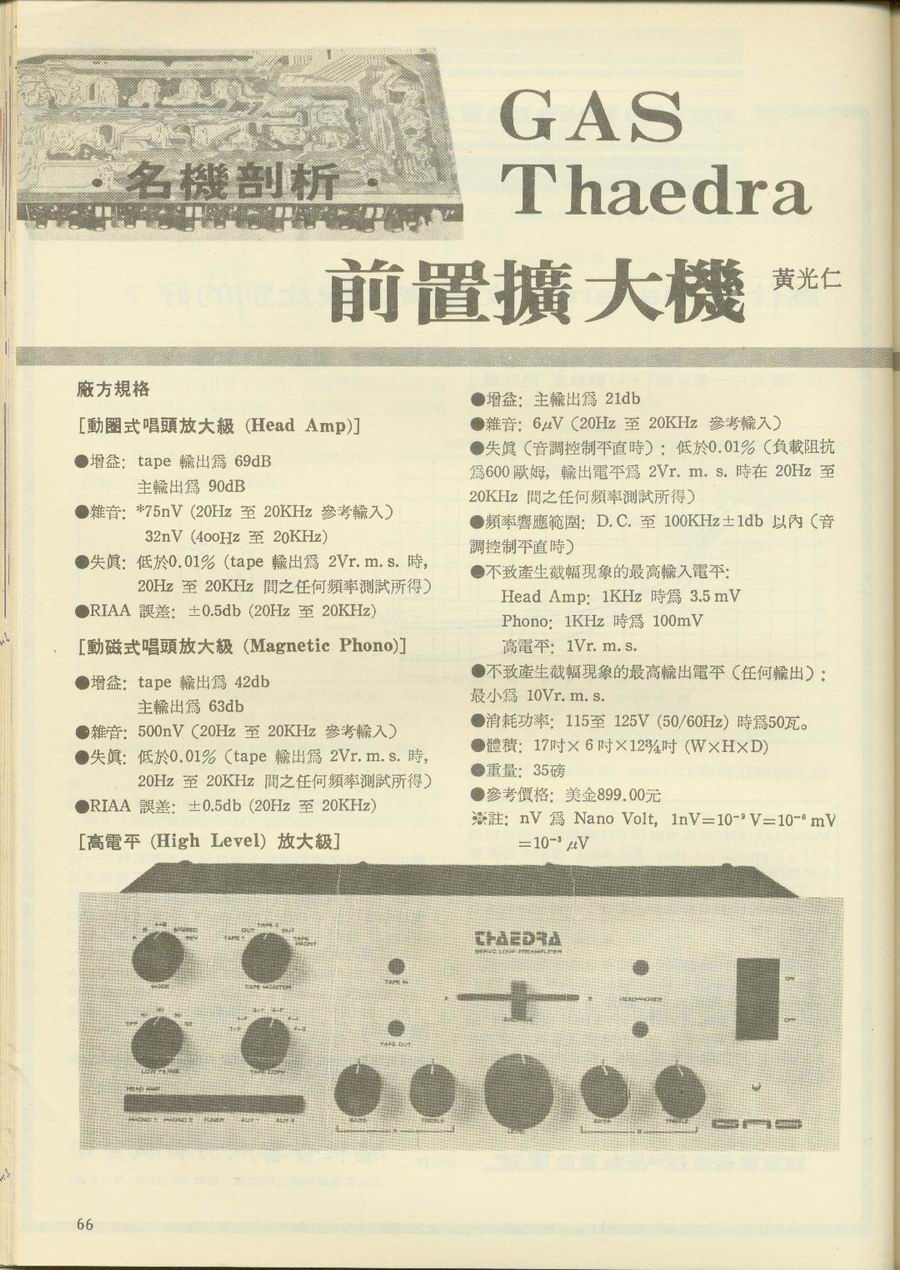 ·名機剖析·
GAS
Thaedra
前置擴大機
黃光仁
廠方規格
[動圈式唱頭放大級 (Head Amp)]
●增益: tape 輸出爲 69dB
主輸出爲 90dB
●雜音: *75nV (20Hz 至 20KHz 參考輸入)
32nV (400Hz 至 20KHz)
●失眞: 低於0.01% (tape 輸出爲 2Vr.m.s. 時,
20Hz 至 20KHz 間之任何頻率測試所得)
●RIAA 誤差: ±0.5db (20Hz 至 20KHz)
[動磁式唱頭放大級 (Magnetic Phono)]
●增益: tape 輸出爲 42db
主輸出爲 63db
●雜音: 500nV (20Hz 至 20KHz 參考輸入)
●失眞: 低於0.01% (tape 輸出爲 2Vr.m.s. 時,
20Hz 至 20KHz 間之任何頻率測試所得)
●RIAA 誤差: ±0.5db (20Hz 至 20KHz)
[高電平 (High Level) 放大級]
●增益: 主輸出爲 21db
●雜音: 6μV (20Hz 至 20KHz 參考輸入)
●失眞 (音調控制平直時): 低於0.01% (負載阻抗
爲600歐姆, 輸出電平爲 2Vr. m. s. 時在 20Hz 至
20KHz 間之任何頻率測試所得)
●頻率響應範圍: D.C. 至 100KHz±1db 以內 (音
調控制平直時)
●不致產生截幅現象的最高輸入電平:
Head Amp: 1KHz 時爲 3.5mV
Phono: 1KHz 時爲 100mV
高電平: 1Vr.m.s.
●不致產生截幅現象的最高輸出電平 (任何輸出):
最小爲 10Vr.m.s.
●消耗功率: 115至 125V (50/60Hz) 時爲50瓦。
●體積: 17吋×6吋×12¾吋 (W×H×D)
●重量: 35磅
●參考價格: 美金899.00元
※註: nV 爲 Nano Volt, 1nV=10⁻⁹V=10⁻⁶mV
=10⁻³μV
A B A+B STEREO REV
MODE
TAPE 1 OUT TAPE 2 OUT TAPE FRONT
TAPE MONITOR
THAEDRA
SERVO LOOP PREAMPLIFIER
TAPE IN
A B
BALANCE
HEADPHONES
ON
OFF
OFF
LOW FILTER
TAPE COPY
TAPE OUT
HEAD AMP
PHONO 1 PHONO 2 TUNER AUX 1 AUX 2
BASS TREBLE
A
LEVEL
BASS TREBLE
B
GAS
66